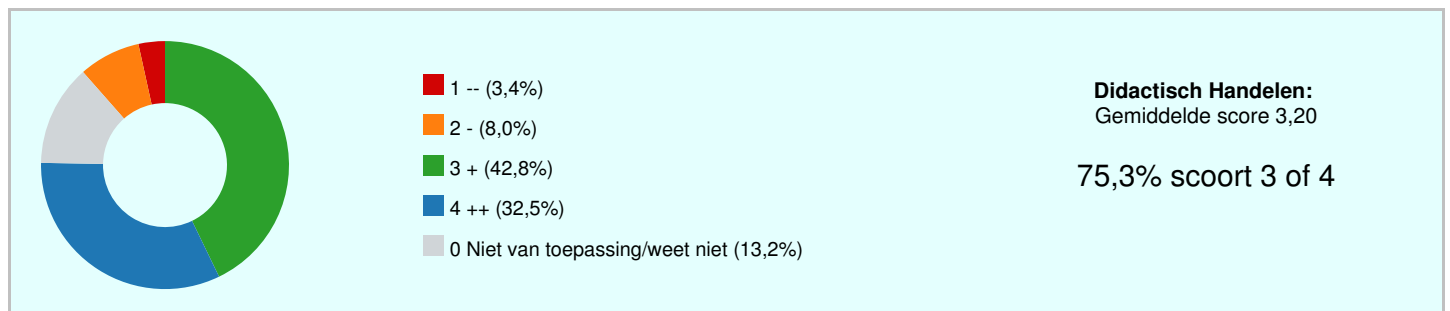 1 -- (3,4%)
2 - (8,0%)
3 + (42,8%)
4 ++ (32,5%)
0 Niet van toepassing/weet niet (13,2%)
Didactisch Handelen:
Gemiddelde score 3,20
75,3% scoort 3 of 4